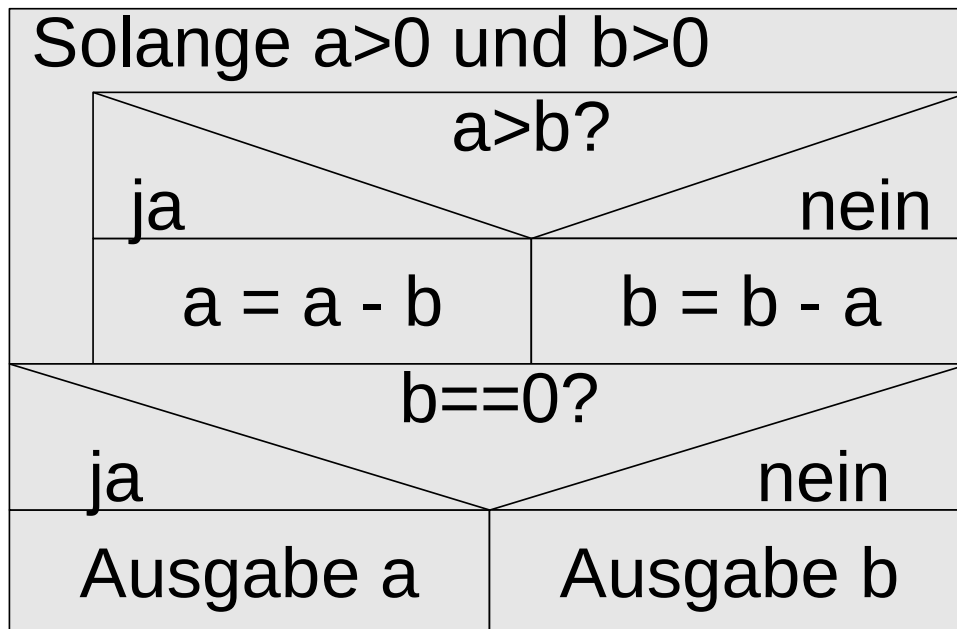 Solange a>0 und b>0
a>b?
ja nein
a = a - b b = b - a
b==0?
ja nein
Ausgabe a Ausgabe b